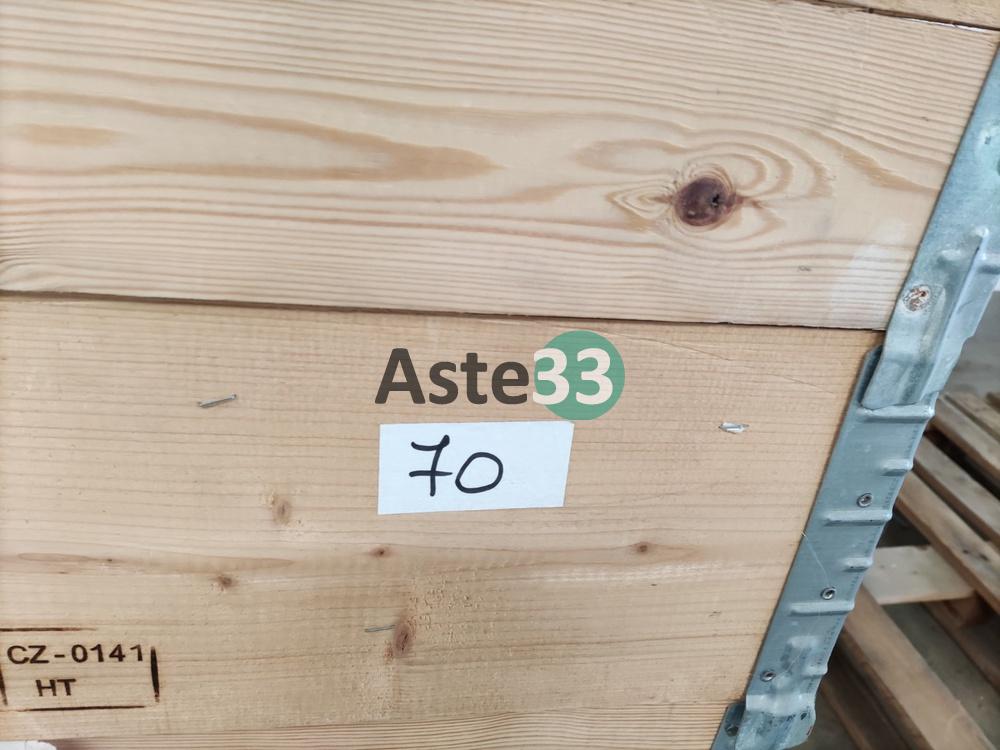 Aste33
70
CZ-0141
HT